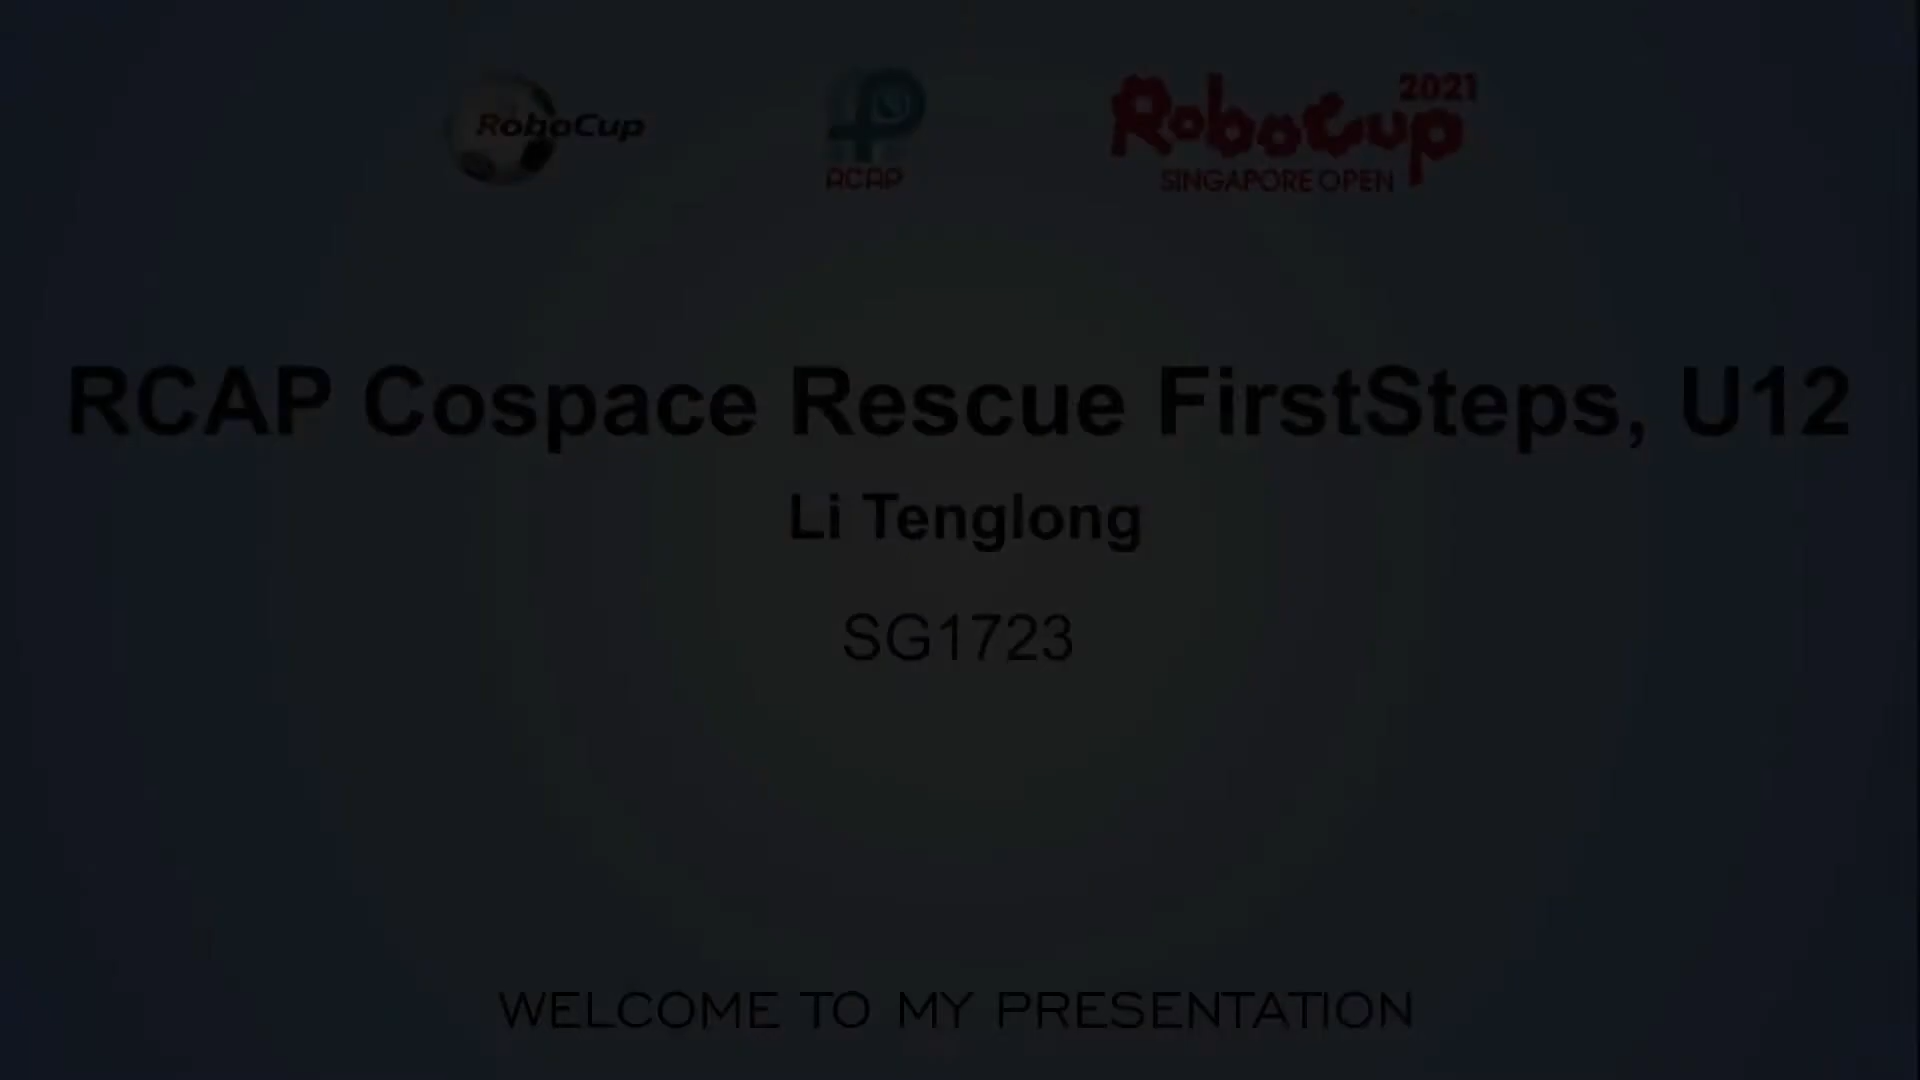 RoboCup
RCAP
2021
RoboCup
SINGAPORE OPEN
RCAP Cospace Rescue FirstSteps, U12
Li Tenglong
SG1723
WELCOME TO MY PRESENTATION